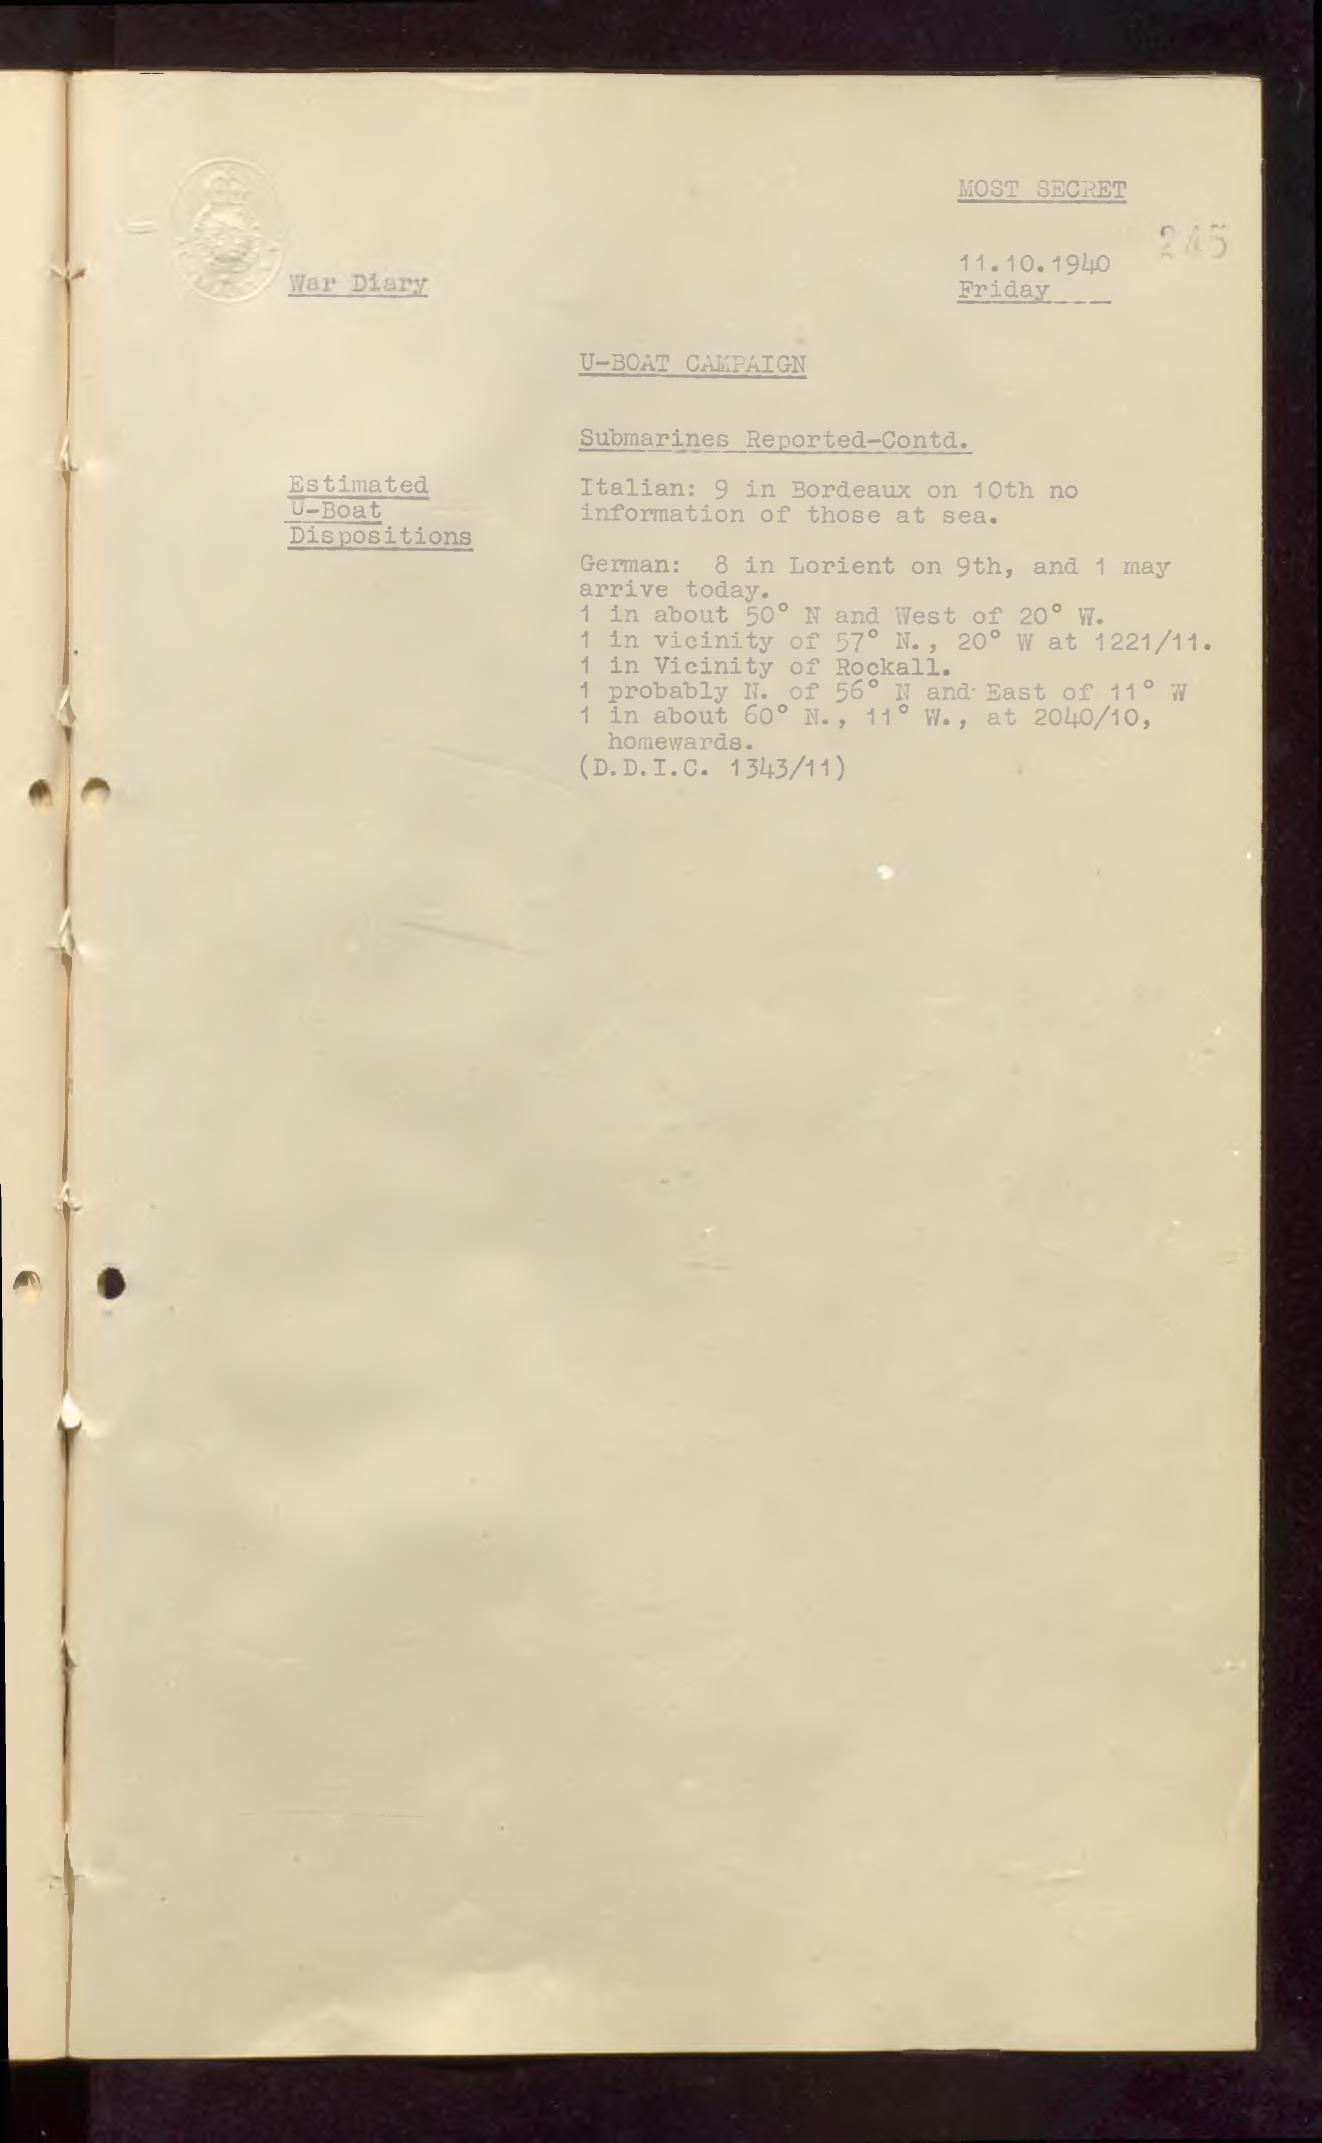 MOST SECRET
245
War Diary
11.10.1940
Friday
U-BOAT CAMPAIGN
Submarines Reported-Contd.
Estimated
U-Boat
Dispositions
Italian: 9 in Bordeaux on 10th no
information of those at sea.
German: 8 in Lorient on 9th, and 1 may
arrive today.
1 in about 50° N and West of 20° W.
1 in vicinity of 57° N., 20° W at 1221/11.
1 in Vicinity of Rockall.
1 probably N. of 56° N and East of 11° W
1 in about 60° N., 11° W., at 2040/10,
homewards.
(D.D.I.C. 1343/11)